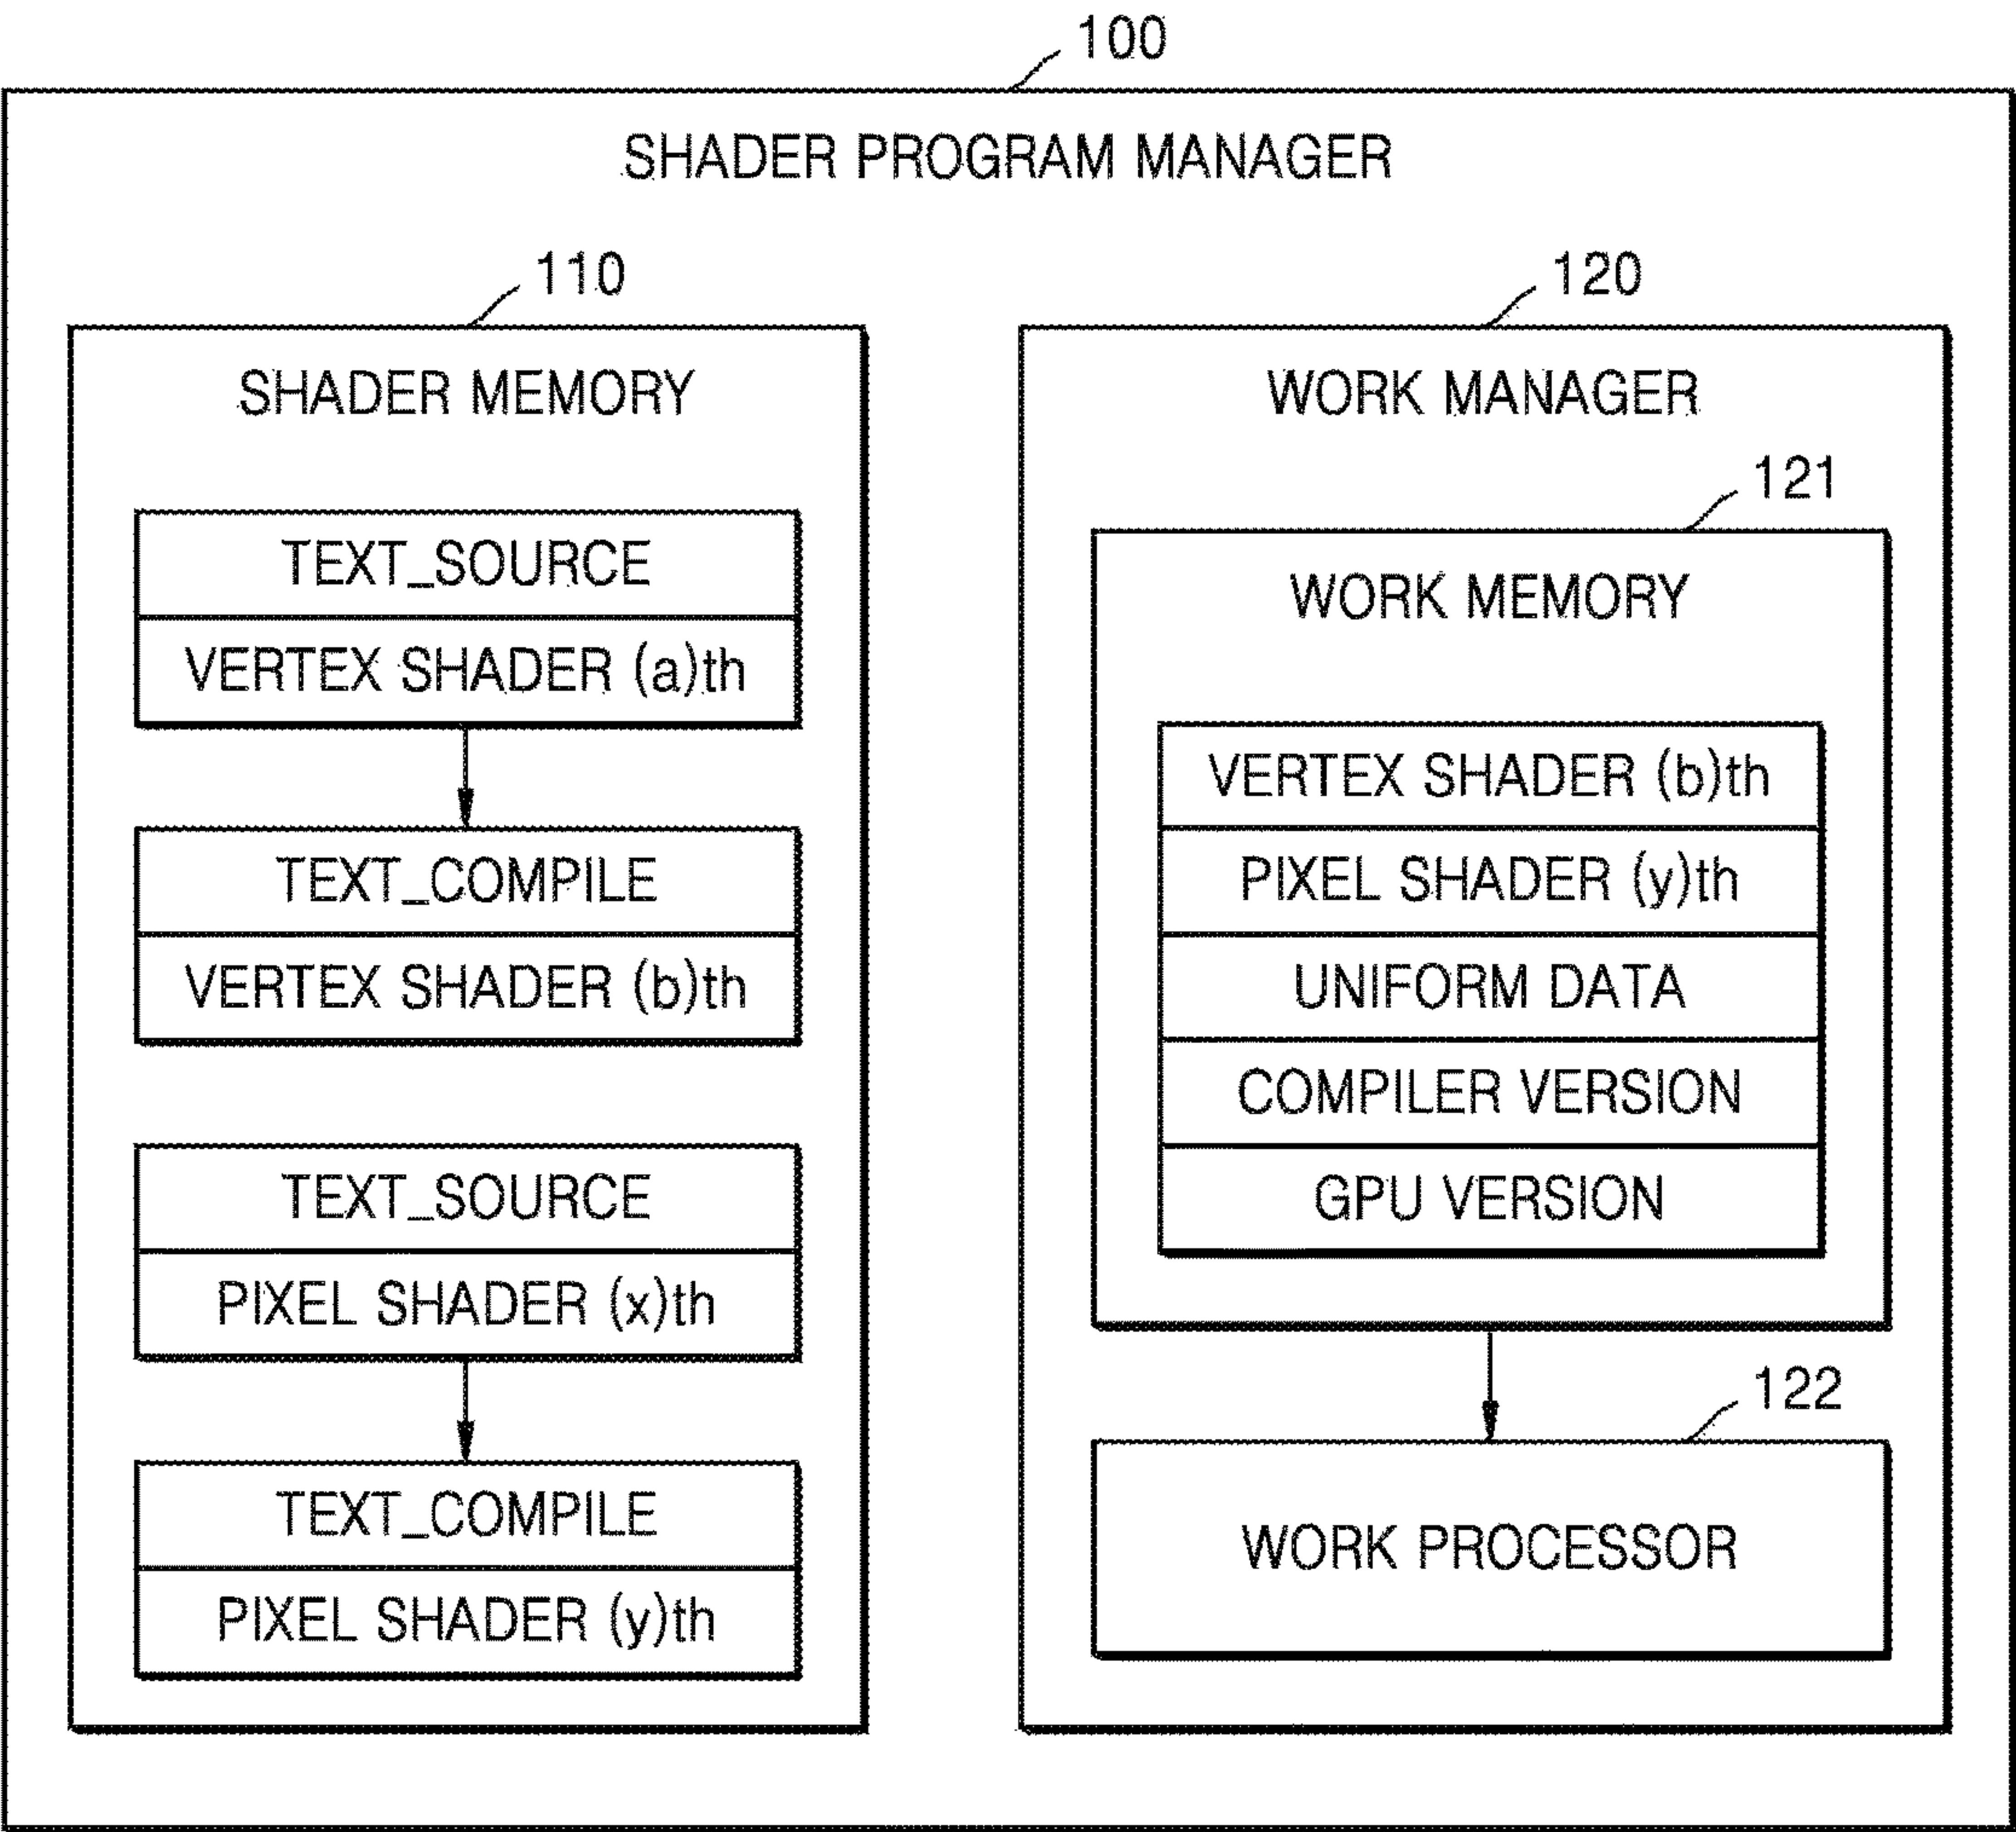 100
SHADER PROGRAM MANAGER
110
SHADER MEMORY
TEXT_SOURCE
VERTEX SHADER (a)th
TEXT_COMPILE
VERTEX SHADER (b)th
TEXT_SOURCE
PIXEL SHADER (x)th
TEXT_COMPILE
PIXEL SHADER (y)th
120
WORK MANAGER
121
WORK MEMORY
VERTEX SHADER (b)th
PIXEL SHADER (y)th
UNIFORM DATA
COMPILER VERSION
GPU VERSION
122
WORK PROCESSOR